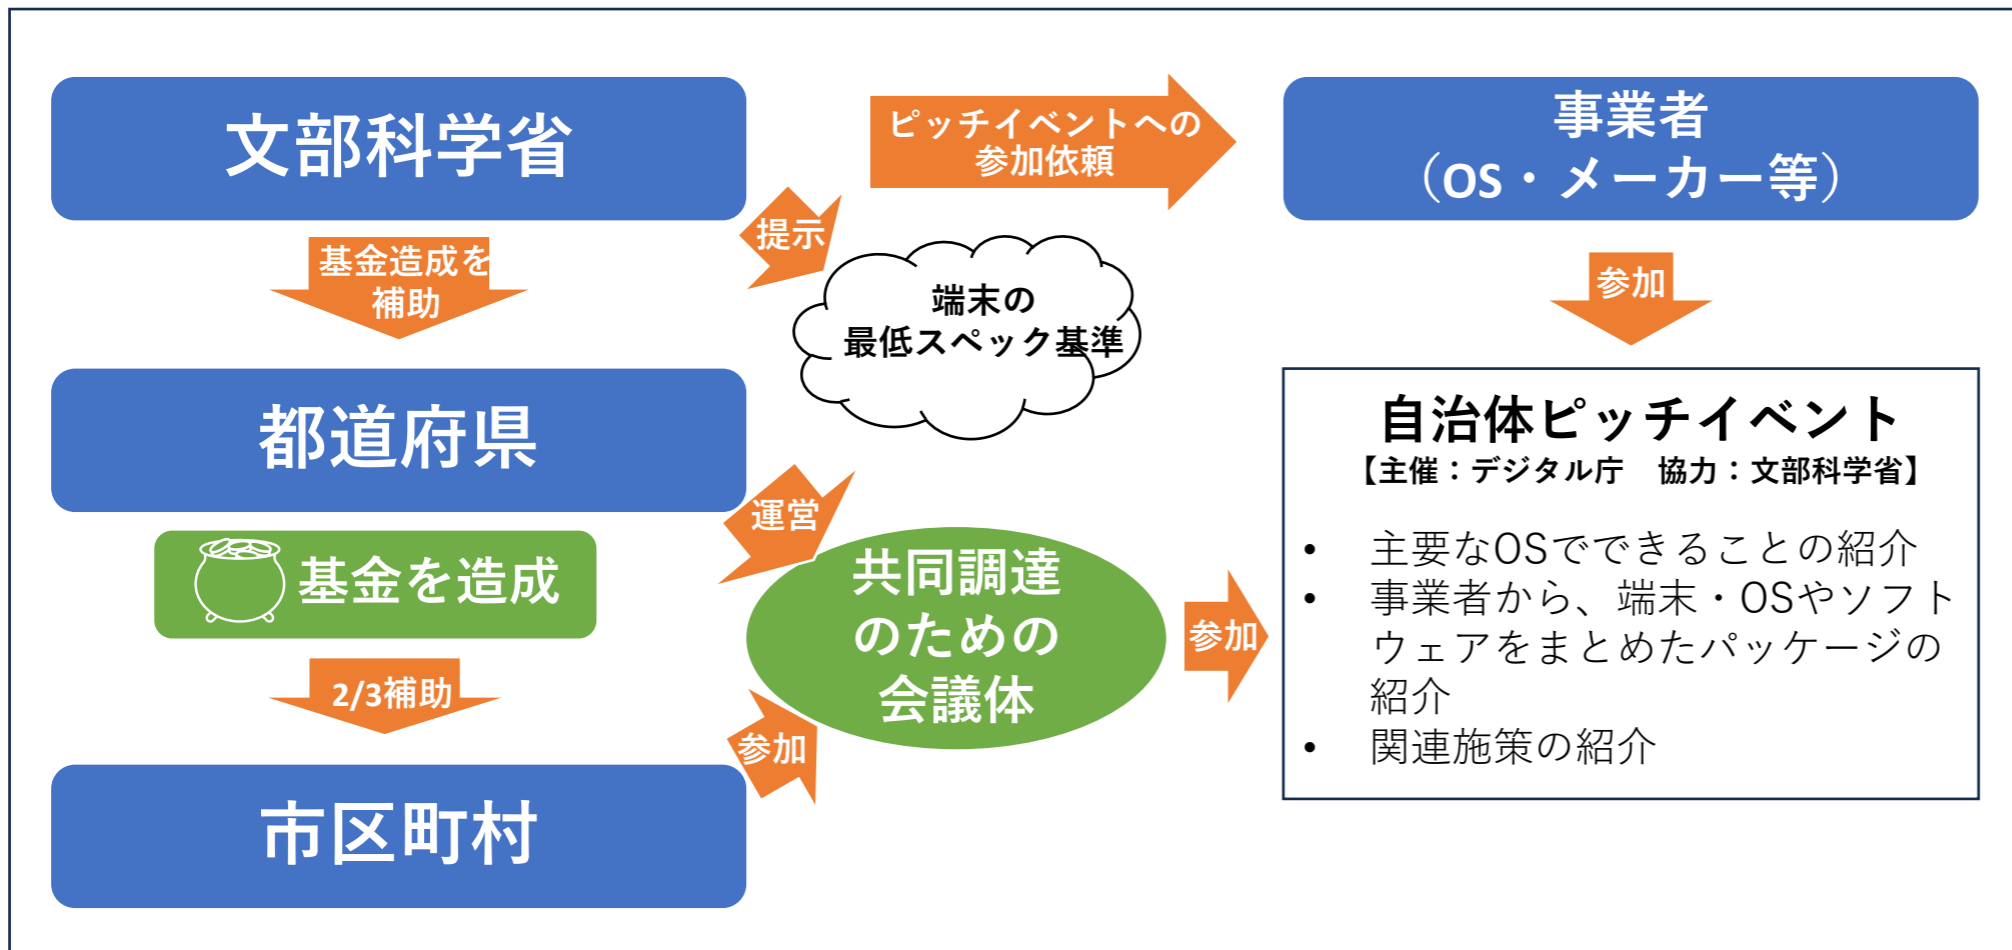 文部科学省
ピッチイベントへの
参加依頼
事業者
（OS・メーカー等）
提示
基金造成を
補助
端末の
最低スペック基準
参加
都道府県
自治体ピッチイベント
【主催：デジタル庁　協力：文部科学省】
運営
基金を造成
共同調達
のための
会議体
参加
• 主要なOSでできることの紹介
• 事業者から、端末・OSやソフト
ウェアをまとめたパッケージの
紹介
• 関連施策の紹介
2/3補助
参加
市区町村